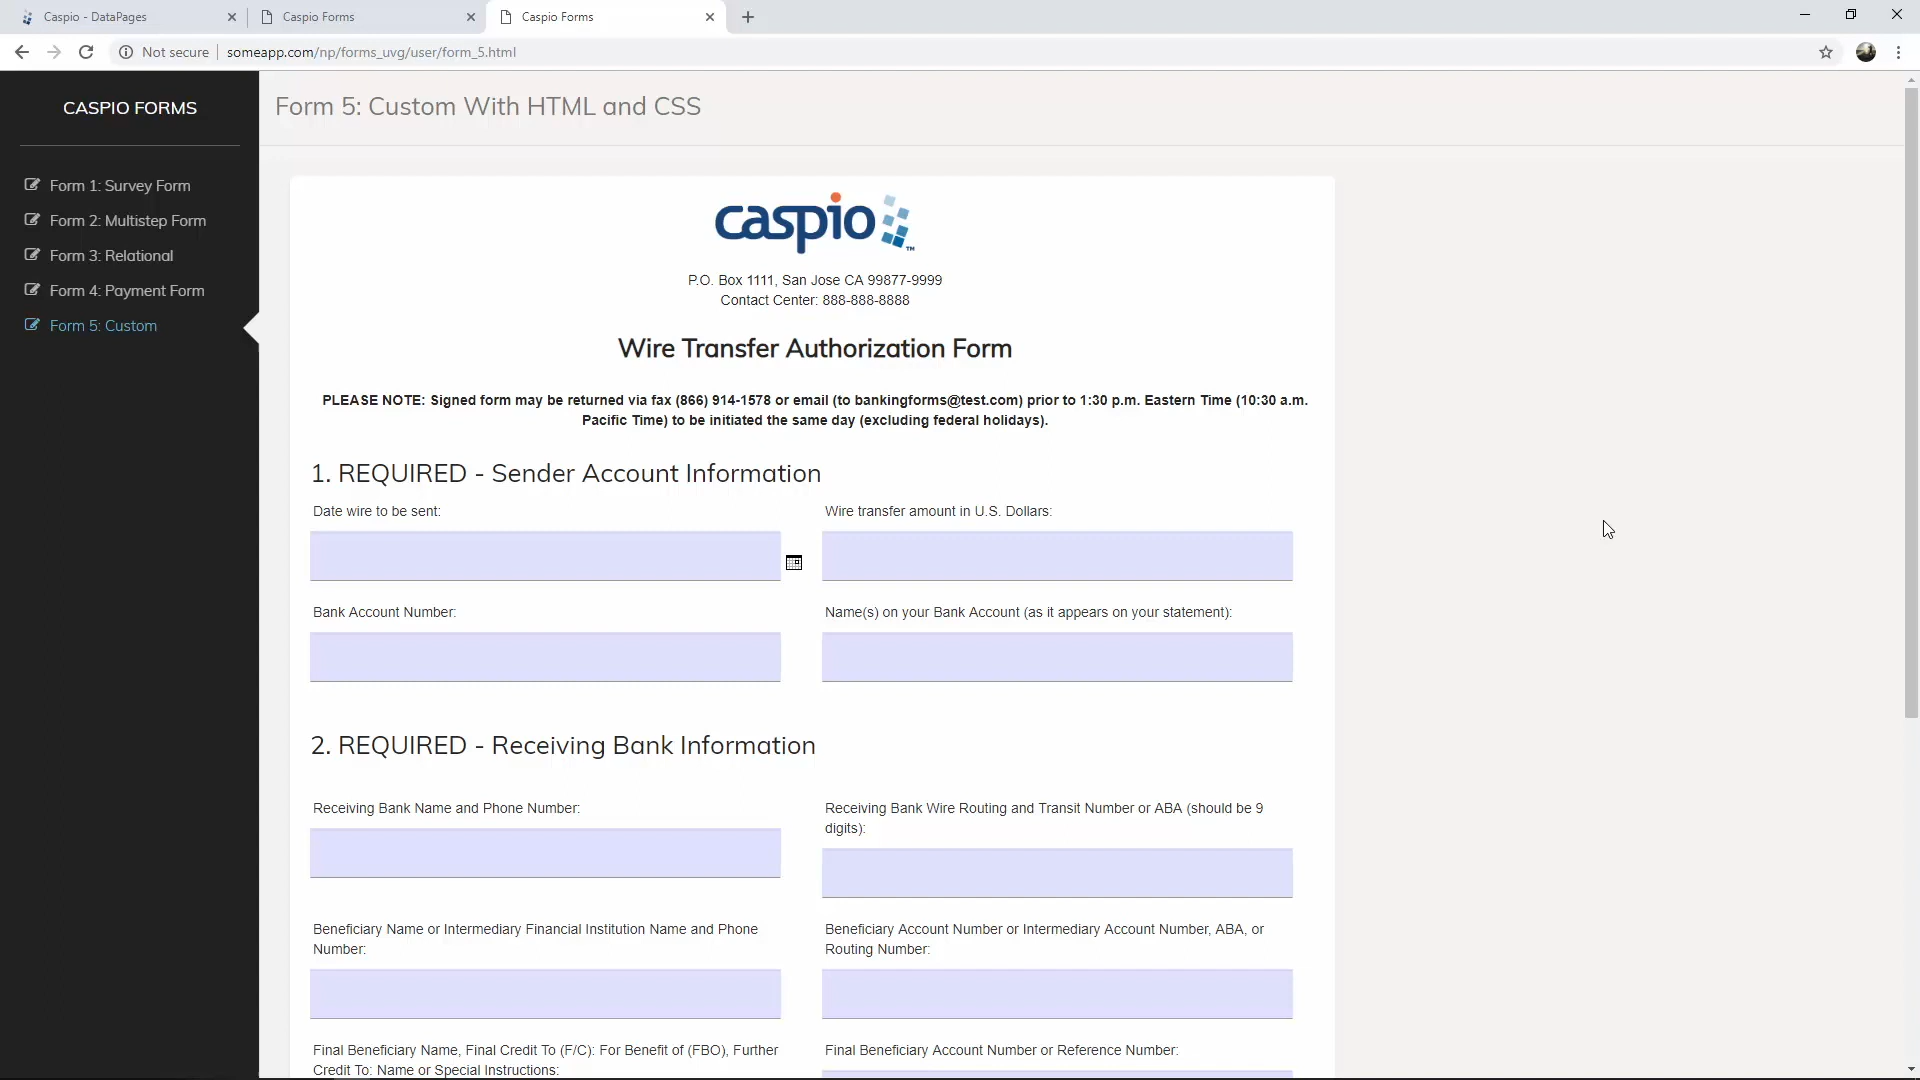 Caspio - DataPages
Caspio Forms
Caspio Forms
Not secure
someapp.com/np/forms_uvg/user/form_5.html
CASPIO FORMS
Form 1: Survey Form
Form 2: Multistep Form
Form 3: Relational
Form 4: Payment Form
Form 5: Custom
Form 5: Custom With HTML and CSS
caspio™
P.O. Box 1111, San Jose CA 99877-9999
Contact Center: 888-888-8888
Wire Transfer Authorization Form
PLEASE NOTE: Signed form may be returned via fax (866) 914-1578 or email (to bankingforms@test.com) prior to 1:30 p.m. Eastern Time (10:30 a.m.
Pacific Time) to be initiated the same day (excluding federal holidays).
1. REQUIRED - Sender Account Information
Date wire to be sent:
Wire transfer amount in U.S. Dollars:
Bank Account Number:
Name(s) on your Bank Account (as it appears on your statement):
2. REQUIRED - Receiving Bank Information
Receiving Bank Name and Phone Number:
Receiving Bank Wire Routing and Transit Number or ABA (should be 9
digits):
Beneficiary Name or Intermediary Financial Institution Name and Phone
Number:
Beneficiary Account Number or Intermediary Account Number, ABA, or
Routing Number:
Final Beneficiary Name, Final Credit To (F/C): For Benefit of (FBO), Further
Credit To: Name or Special Instructions:
Final Beneficiary Account Number or Reference Number: